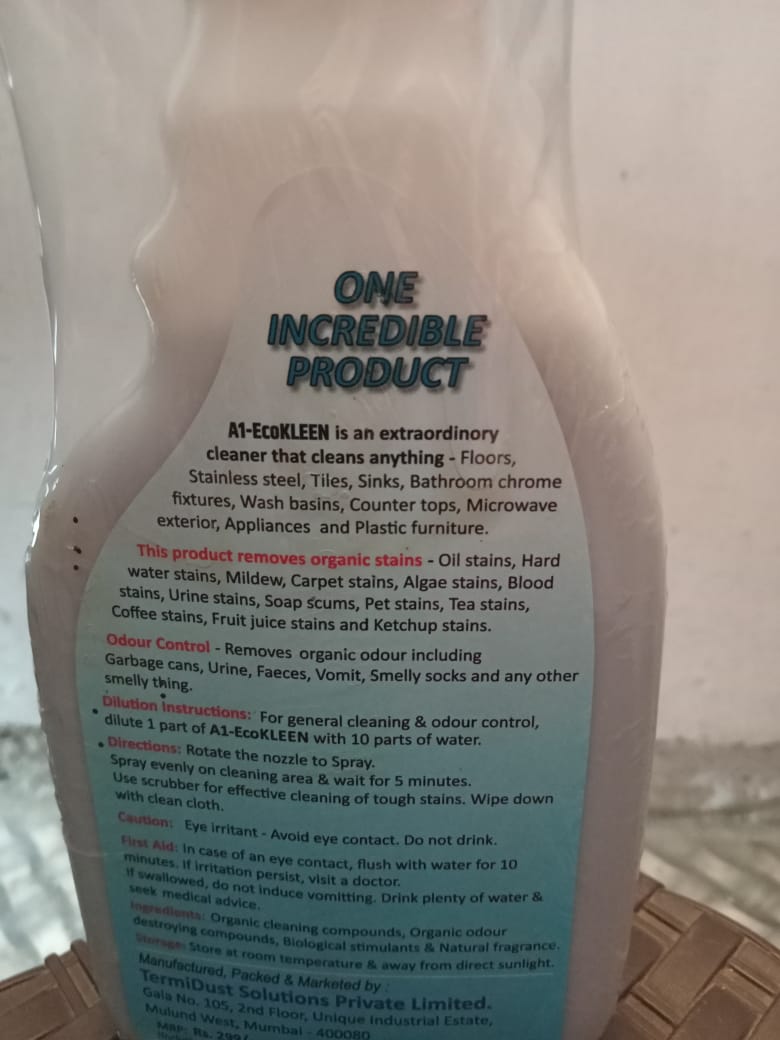 ONE
INCREDIBLE
PRODUCT
A1-EcoKLEEN is an extraordinory
cleaner that cleans anything - Floors,
Stainless steel, Tiles, Sinks, Bathroom chrome
fixtures, Wash basins, Counter tops, Microwave
exterior, Appliances and Plastic furniture.
This product removes organic stains - Oil stains, Hard
water stains, Mildew, Carpet stains, Algae stains, Blood
stains, Urine stains, Soap scums, Pet stains, Tea stains,
Coffee stains, Fruit juice stains and Ketchup stains.
Odour Control - Removes organic odour including
Garbage cans, Urine, Faeces, Vomit, Smelly socks and any other
smelly thing.
Dilution Instructions: For general cleaning & odour control,
dilute 1 part of A1-EcoKLEEN with 10 parts of water.
Directions: Rotate the nozzle to Spray.
Spray evenly on cleaning area & wait for 5 minutes.
Use scrubber for effective cleaning of tough stains. Wipe down
with clean cloth.
Caution: Eye irritant - Avoid eye contact. Do not drink.
First Aid: In case of an eye contact, flush with water for 10
minutes. If irritation persist, visit a doctor.
If swallowed, do not induce vomitting. Drink plenty of water &
seek medical advice.
Ingredients: Organic cleaning compounds, Organic odour
destroying compounds, Biological stimulants & Natural fragrance.
Storage: Store at room temperature & away from direct sunlight.
Manufactured, Packed & Marketed by :
TermiDust Solutions Private Limited.
Gala No. 105, 2nd Floor, Unique Industrial Estate,
Mulund West, Mumbai - 400080
MRP: Rs. 299/